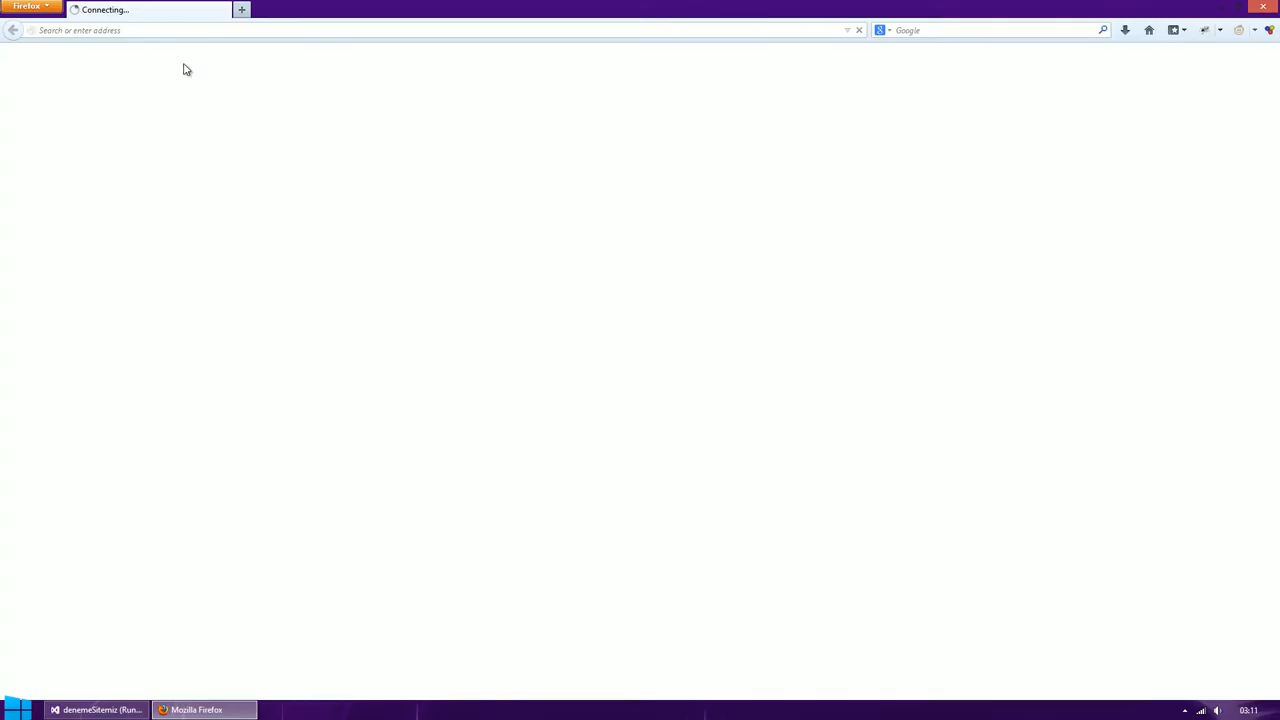 Firefox
Connecting...
Search or enter address
Google
denemeSitemiz (Run...
Mozilla Firefox
03:11